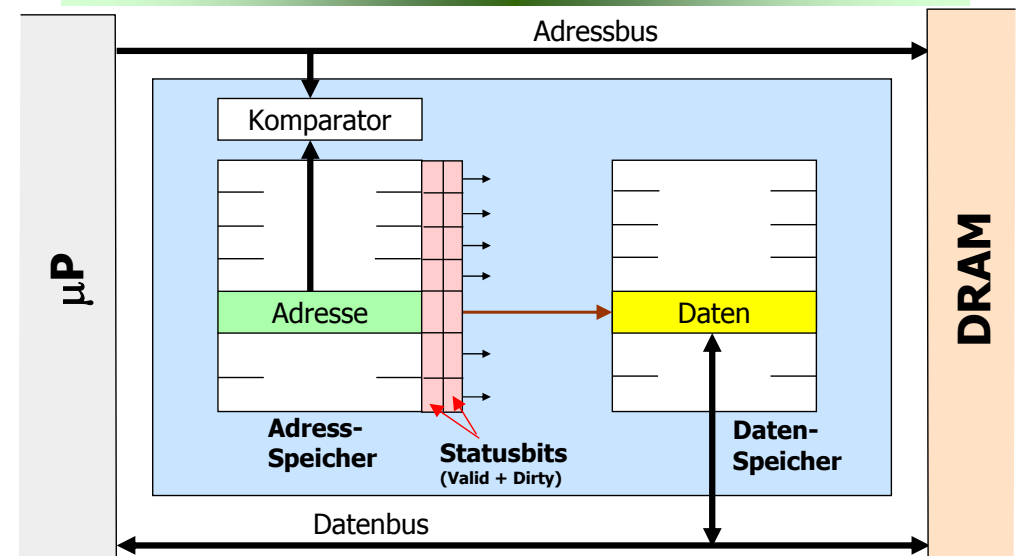 Adressbus
Komparator
µP
DRAM
Adresse
Daten
Adress-
Speicher
Statusbits
(Valid + Dirty)
Daten-
Speicher
Datenbus